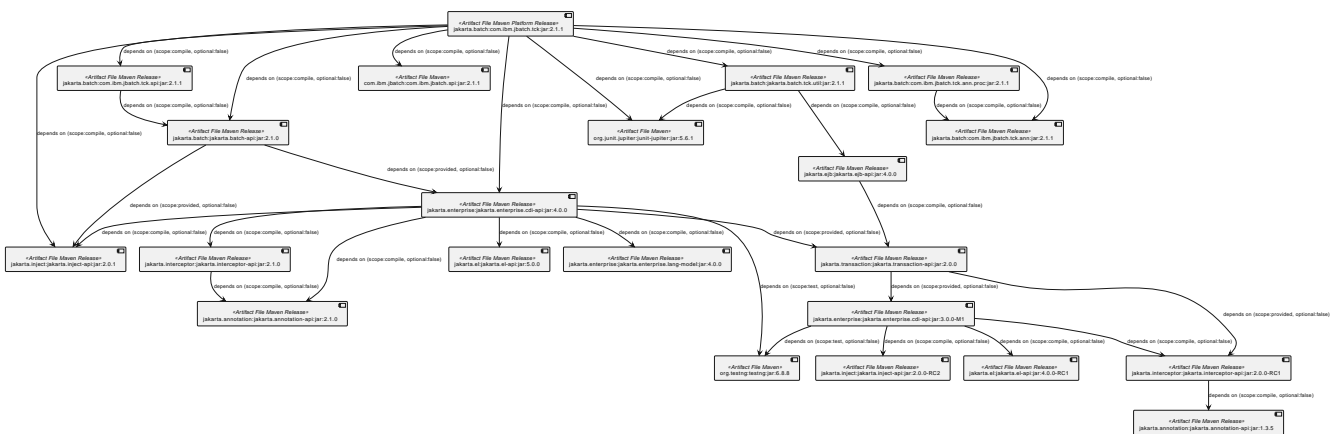 «Artifact File Maven Platform Release»
jakarta.batch:com.ibm.jbatch.tck:jar:2.1.1
depends on (scope:compile, optional:false)
«Artifact File Maven Release»
jakarta.batch:com.ibm.jbatch.tck.spi:jar:2.1.1
depends on (scope:compile, optional:false)
«Artifact File Maven»
com.ibm.jbatch:com.ibm.jbatch.spi:jar:2.1.1
depends on (scope:compile, optional:false)
«Artifact File Maven Release»
jakarta.batch:jakarta.batch.tck.util:jar:2.1.1
depends on (scope:compile, optional:false)
«Artifact File Maven Release»
jakarta.batch:com.ibm.jbatch.tck.ann.proc:jar:2.1.1
depends on (scope:compile, optional:false)
depends on (scope:compile, optional:false)
depends on (scope:compile, optional:false)
depends on (scope:compile, optional:false)
depends on (scope:compile, optional:false)
depends on (scope:compile, optional:false)
depends on (scope:compile, optional:false)
depends on (scope:compile, optional:false)
depends on (scope:compile, optional:false)
depends on (scope:compile, optional:false)
«Artifact File Maven Release»
jakarta.batch:jakarta.batch-api:jar:2.1.0
«Artifact File Maven»
org.junit.jupiter:junit-jupiter:jar:5.6.1
«Artifact File Maven Release»
jakarta.batch:com.ibm.jbatch.tck.ann:jar:2.1.1
depends on (scope:provided, optional:false)
«Artifact File Maven Release»
jakarta.ejb:jakarta.ejb-api:jar:4.0.0
depends on (scope:provided, optional:false)
«Artifact File Maven Release»
jakarta.enterprise:jakarta.enterprise.cdi-api:jar:4.0.0
depends on (scope:compile, optional:false)
depends on (scope:compile, optional:false)
depends on (scope:compile, optional:false)
depends on (scope:compile, optional:false)
depends on (scope:compile, optional:false)
depends on (scope:provided, optional:false)
depends on (scope:compile, optional:false)
«Artifact File Maven Release»
jakarta.inject:jakarta.inject-api:jar:2.0.1
«Artifact File Maven Release»
jakarta.interceptor:jakarta.interceptor-api:jar:2.1.0
«Artifact File Maven Release»
jakarta.el:jakarta.el-api:jar:5.0.0
«Artifact File Maven Release»
jakarta.enterprise:jakarta.enterprise.lang-model:jar:4.0.0
«Artifact File Maven Release»
jakarta.transaction:jakarta.transaction-api:jar:2.0.0
depends on (scope:compile, optional:false)
depends on (scope:test, optional:false)
depends on (scope:provided, optional:false)
«Artifact File Maven Release»
jakarta.annotation:jakarta.annotation-api:jar:2.1.0
«Artifact File Maven Release»
jakarta.enterprise:jakarta.enterprise.cdi-api:jar:3.0.0-M1
depends on (scope:provided, optional:false)
depends on (scope:test, optional:false)
depends on (scope:compile, optional:false)
depends on (scope:compile, optional:false)
depends on (scope:compile, optional:false)
«Artifact File Maven»
org.testng:testng:jar:6.8.8
«Artifact File Maven Release»
jakarta.inject:jakarta.inject-api:jar:2.0.0-RC2
«Artifact File Maven Release»
jakarta.el:jakarta.el-api:jar:4.0.0-RC1
«Artifact File Maven Release»
jakarta.interceptor:jakarta.interceptor-api:jar:2.0.0-RC1
depends on (scope:compile, optional:false)
«Artifact File Maven Release»
jakarta.annotation:jakarta.annotation-api:jar:1.3.5